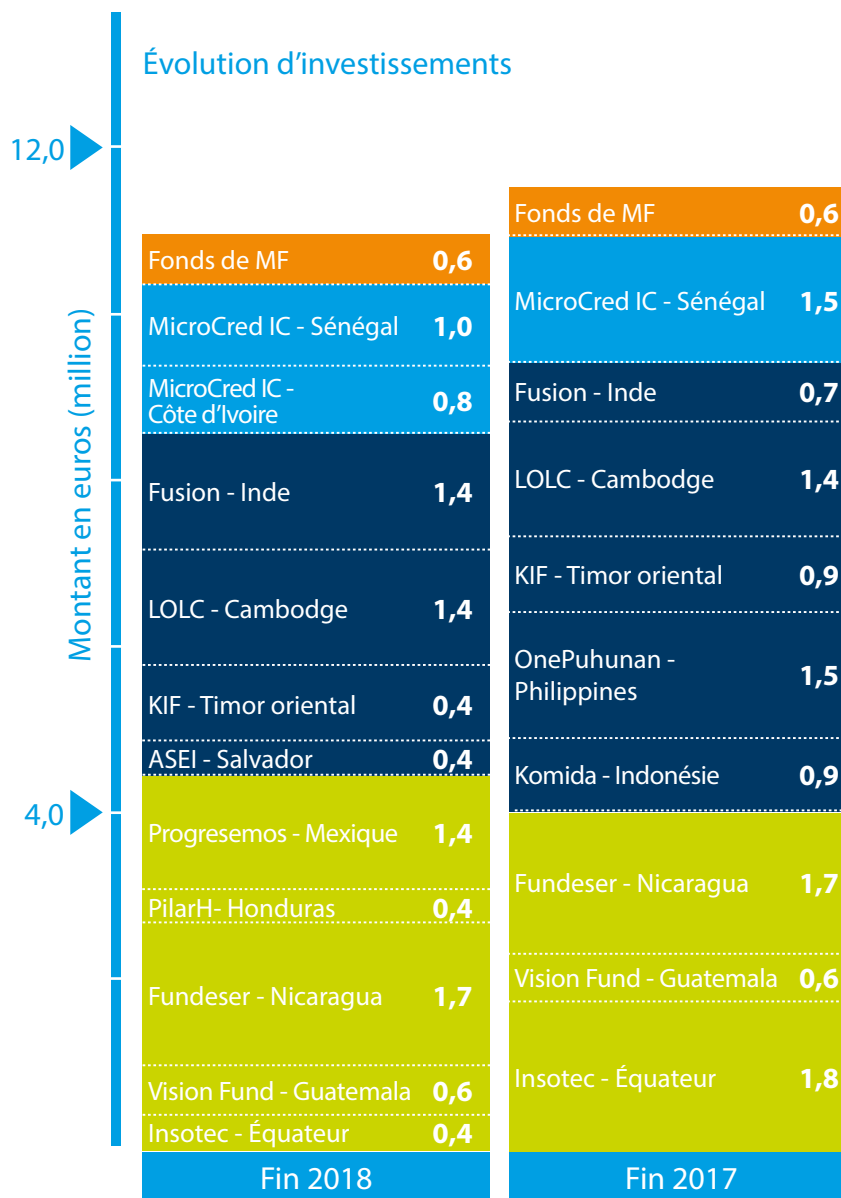 Évolution d'investissements
12,0
4,0
Montant en euros (million)
Fonds de MF 0,6
MicroCred IC - Sénégal 1,0
MicroCred IC -
Côte d'Ivoire 0,8
Fusion - Inde 1,4
LOLC - Cambodge 1,4
KIF - Timor oriental 0,4
ASEI - Salvador 0,4
Progresemos - Mexique 1,4
PilarH- Honduras 0,4
Fundeser - Nicaragua 1,7
Vision Fund - Guatemala 0,6
Insotec - Équateur 0,4
Fin 2018
Fonds de MF 0,6
MicroCred IC - Sénégal 1,5
Fusion - Inde 0,7
LOLC - Cambodge 1,4
KIF - Timor oriental 0,9
OnePuhunan -
Philippines 1,5
Komida - Indonésie 0,9
Fundeser - Nicaragua 1,7
Vision Fund - Guatemala 0,6
Insotec - Équateur 1,8
Fin 2017